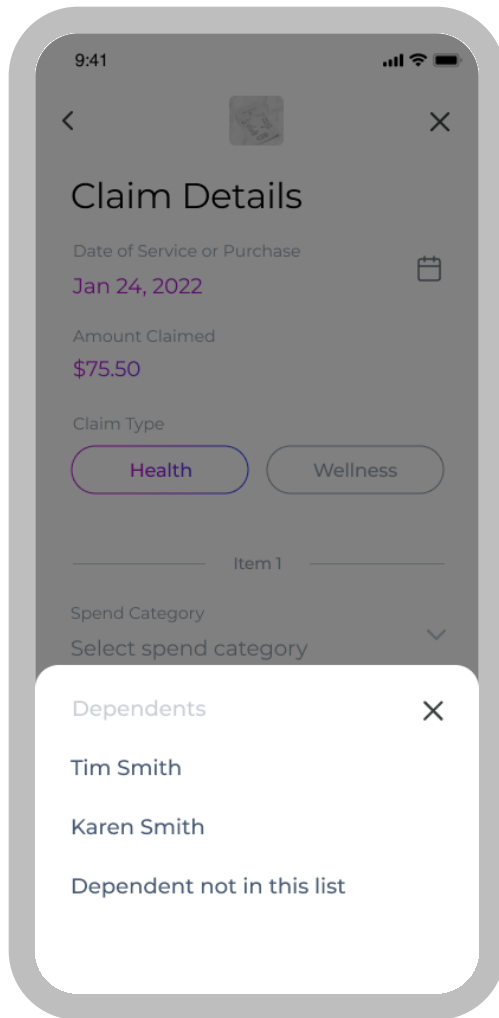 9:41
Claim Details
Date of Service or Purchase
Jan 24, 2022
Amount Claimed
$75.50
Claim Type
Health Wellness
Item 1
Spend Category
Select spend category
Dependents
Tim Smith
Karen Smith
Dependent not in this list